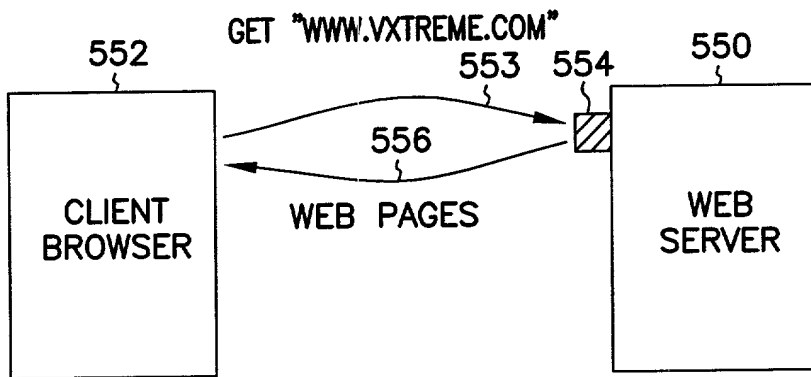 GET "WWW.VXTREME.COM"
552
553
554
550
556
CLIENT
BROWSER
WEB PAGES
WEB
SERVER